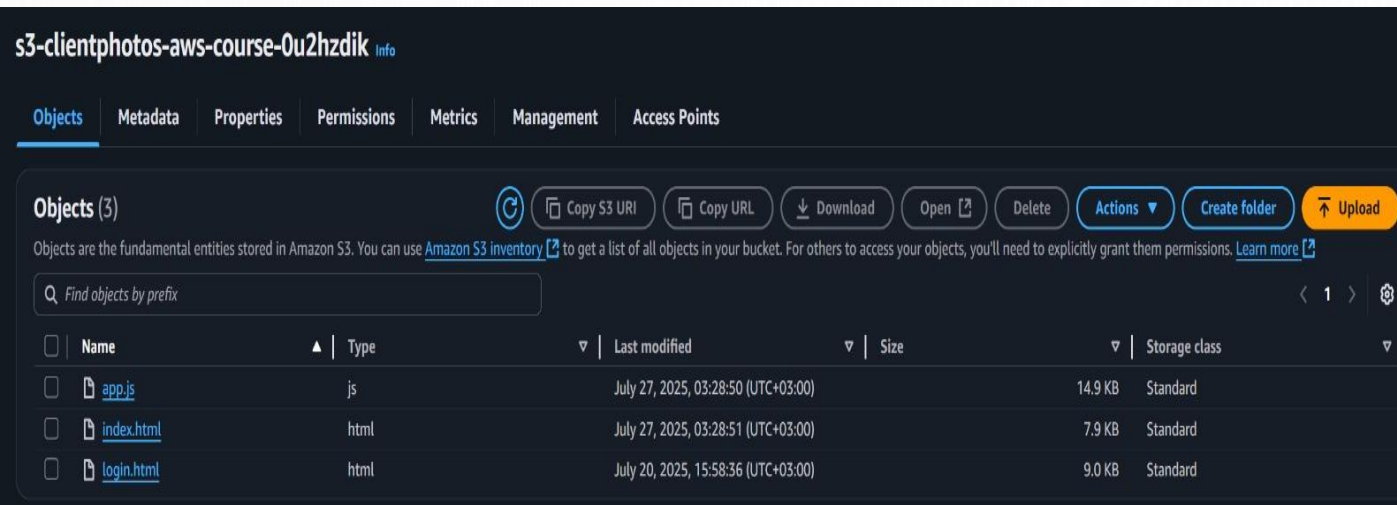 s3-clientphotos-aws-course-0u2hzdik Info
Objects Metadata Properties Permissions Metrics Management Access Points
Objects (3) Copy S3 URI Copy URL Download Open Delete Actions Create folder Upload
Objects are the fundamental entities stored in Amazon S3. You can use Amazon S3 inventory to get a list of all objects in your bucket. For others to access your objects, you'll need to explicitly grant them permissions. Learn more
Find objects by prefix 1
Name Type Last modified Size Storage class
app.js js July 27, 2025, 03:28:50 (UTC+03:00) 14.9 KB Standard
index.html html July 27, 2025, 03:28:51 (UTC+03:00) 7.9 KB Standard
login.html html July 20, 2025, 15:58:36 (UTC+03:00) 9.0 KB Standard